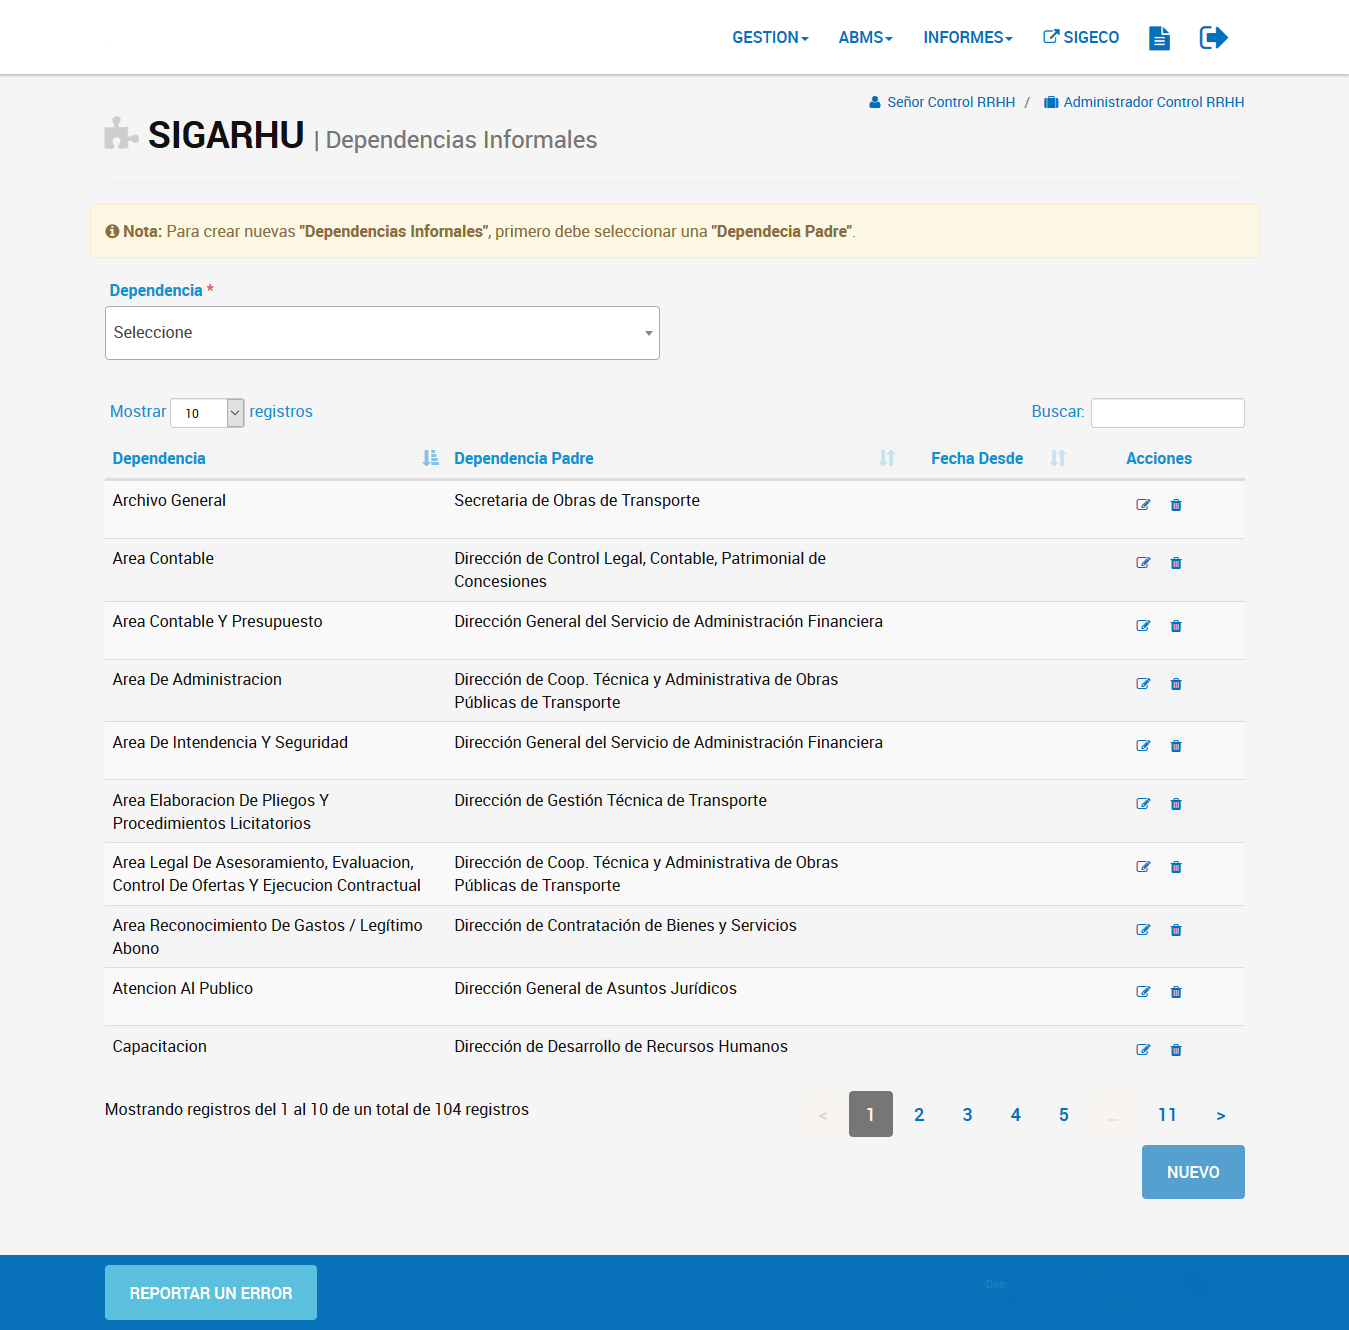 GESTION ABMS INFORMES SIGECO
Señor Control RRHH / Administrador Control RRHH
SIGARHU | Dependencias Informales
Nota: Para crear nuevas "Dependencias Infornales", primero debe seleccionar una "Dependecia Padre".
Dependencia *
Seleccione
Mostrar 10 registros Buscar:
Dependencia Dependencia Padre Fecha Desde Acciones
Archivo General Secretaria de Obras de Transporte
Area Contable Dirección de Control Legal, Contable, Patrimonial de
Concesiones
Area Contable Y Presupuesto Dirección General del Servicio de Administración Financiera
Area De Administracion Dirección de Coop. Técnica y Administrativa de Obras
Públicas de Transporte
Area De Intendencia Y Seguridad Dirección General del Servicio de Administración Financiera
Area Elaboracion De Pliegos Y Dirección de Gestión Técnica de Transporte
Procedimientos Licitatorios
Area Legal De Asesoramiento, Evaluacion, Dirección de Coop. Técnica y Administrativa de Obras
Control De Ofertas Y Ejecucion Contractual Públicas de Transporte
Area Reconocimiento De Gastos / Legítimo Dirección de Contratación de Bienes y Servicios
Abono
Atencion Al Publico Dirección General de Asuntos Jurídicos
Capacitacion Dirección de Desarrollo de Recursos Humanos
Mostrando registros del 1 al 10 de un total de 104 registros < 1 2 3 4 5 ... 11 >
NUEVO
REPORTAR UN ERROR